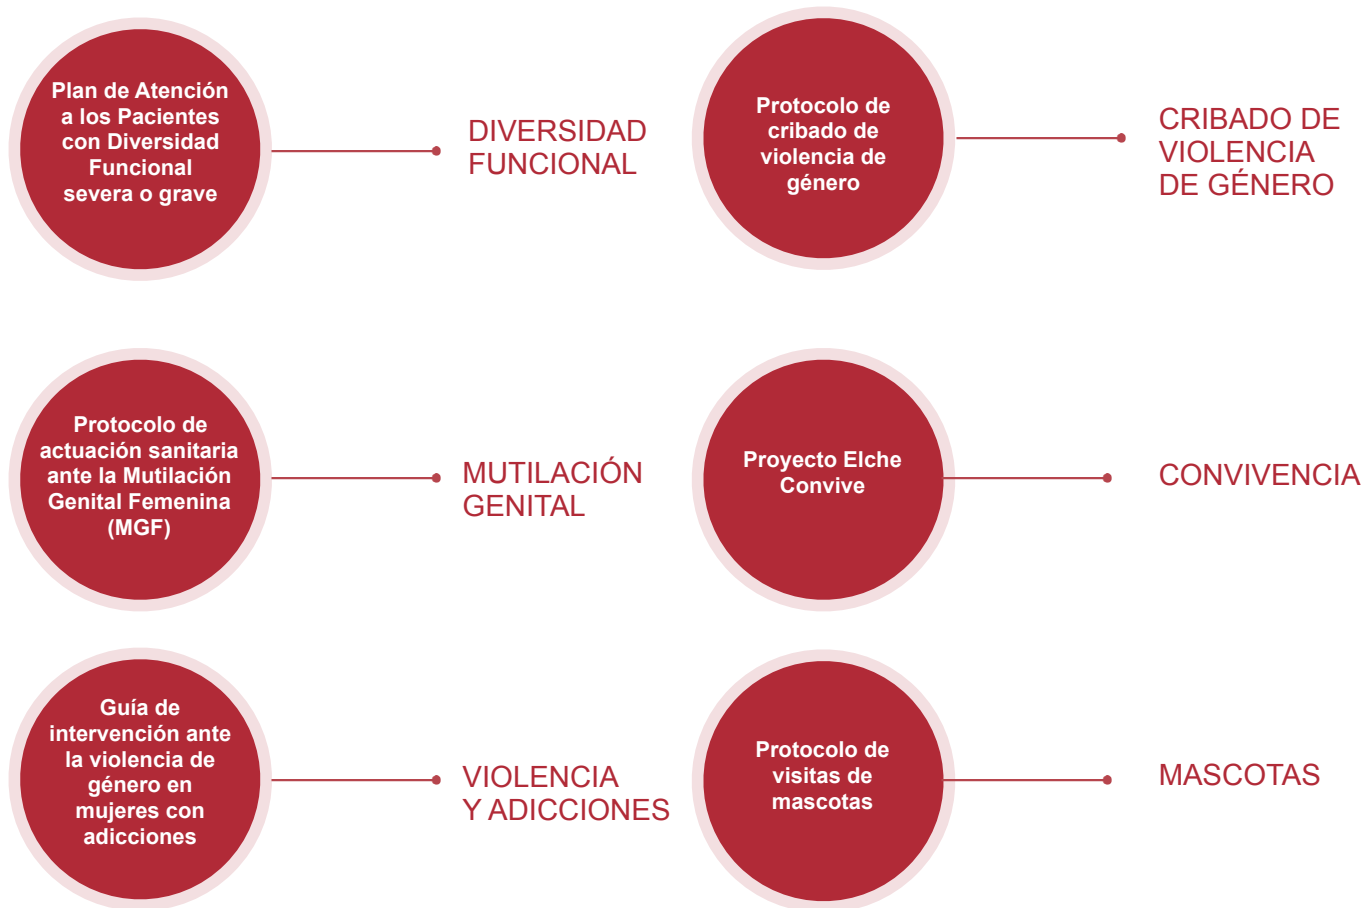 Plan de Atención
a los Pacientes
con Diversidad
Funcional
severa o grave
DIVERSIDAD
FUNCIONAL
Protocolo de
cribado de
violencia de
género
CRIBADO DE
VIOLENCIA
DE GÉNERO
Protocolo de
actuación sanitaria
ante la Mutilación
Genital Femenina
(MGF)
MUTILACIÓN
GENITAL
Proyecto Elche
Convive
CONVIVENCIA
Guía de
intervención ante
la violencia de
género en
mujeres con
adicciones
VIOLENCIA
Y ADICCIONES
Protocolo de
visitas de
mascotas
MASCOTAS